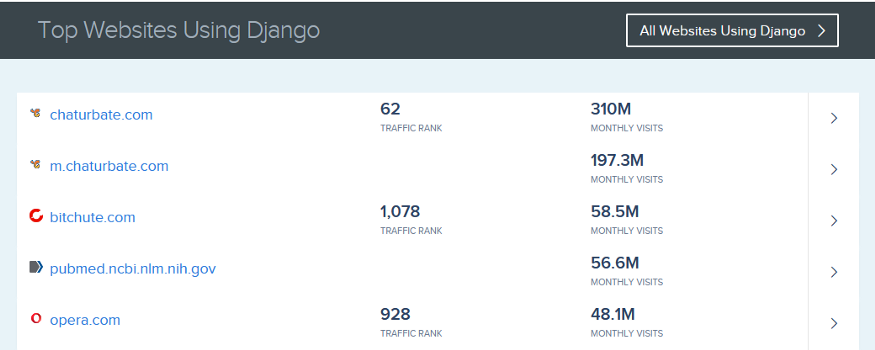 Top Websites Using Django
All Websites Using Django
chaturbate.com
62
310M
TRAFFIC RANK
MONTHLY VISITS
m.chaturbate.com
197.3M
MONTHLY VISITS
bitchute.com
1,078
58.5M
TRAFFIC RANK
MONTHLY VISITS
pubmed.ncbi.nlm.nih.gov
56.6M
MONTHLY VISITS
opera.com
928
48.1M
TRAFFIC RANK
MONTHLY VISITS